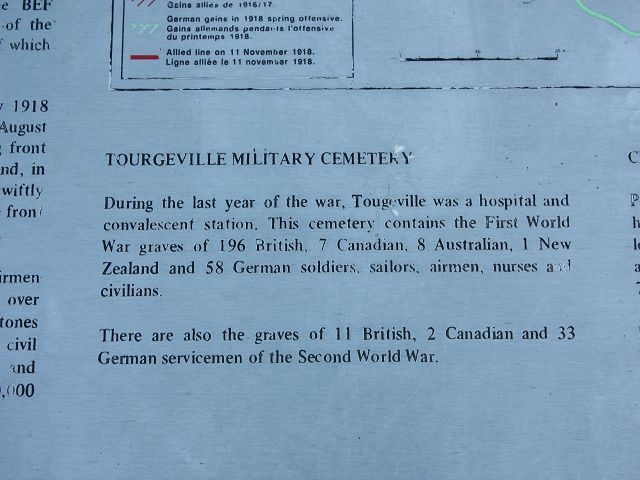 BEF
of the
which
1918
August
front
nd, in
wiftly
front
irmen
over
tones
civil
and
,000
Gains alliés de 1916/17.
German gains in 1918 spring offensive.
Gains allemands pendants l'offensive
du printemps 1918.
Allied line on 11 November 1918.
Ligne alliée le 11 november 1918.
TOURGEVILLE MILITARY CEMETERY
During the last year of the war, Tougeville was a hospital and
convalescent station. This cemetery contains the First World
War graves of 196 British, 7 Canadian, 8 Australian, 1 New
Zealand and 58 German soldiers, sailors, airmen, nurses and
civilians.
There are also the graves of 11 British, 2 Canadian and 33
German servicemen of the Second World War.